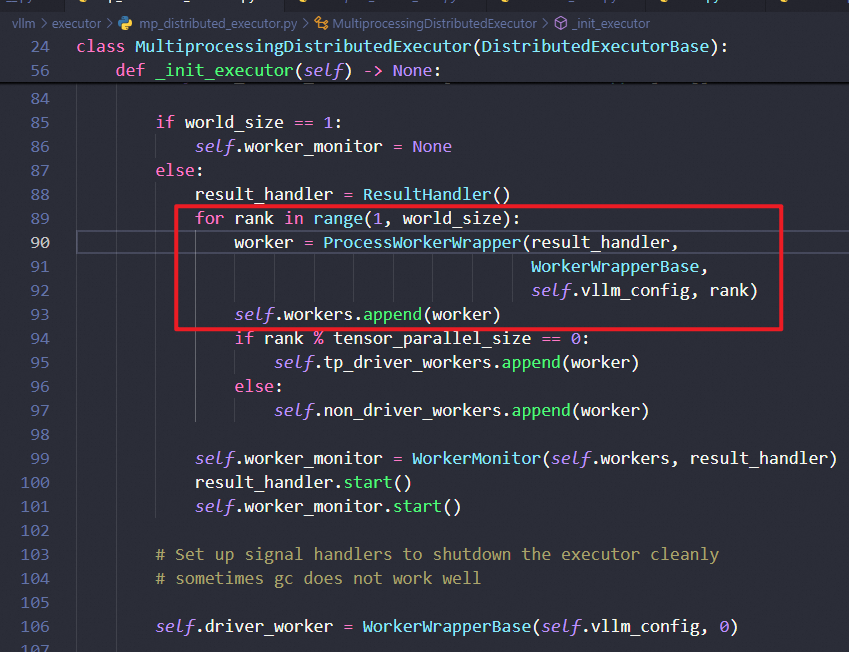 vllm > executor > mp_distributed_executor.py > MultiprocessingDistributedExecutor > _init_executor
24 class MultiprocessingDistributedExecutor(DistributedExecutorBase):
56 def _init_executor(self) -> None:
84
85 if world_size == 1:
86 self.worker_monitor = None
87 else:
88 result_handler = ResultHandler()
89 for rank in range(1, world_size):
90 worker = ProcessWorkerWrapper(result_handler,
91 WorkerWrapperBase,
92 self.vllm_config, rank)
93 self.workers.append(worker)
94 if rank % tensor_parallel_size == 0:
95 self.tp_driver_workers.append(worker)
96 else:
97 self.non_driver_workers.append(worker)
98
99 self.worker_monitor = WorkerMonitor(self.workers, result_handler)
100 result_handler.start()
101 self.worker_monitor.start()
102
103 # Set up signal handlers to shutdown the executor cleanly
104 # sometimes gc does not work well
105
106 self.driver_worker = WorkerWrapperBase(self.vllm_config, 0)
107